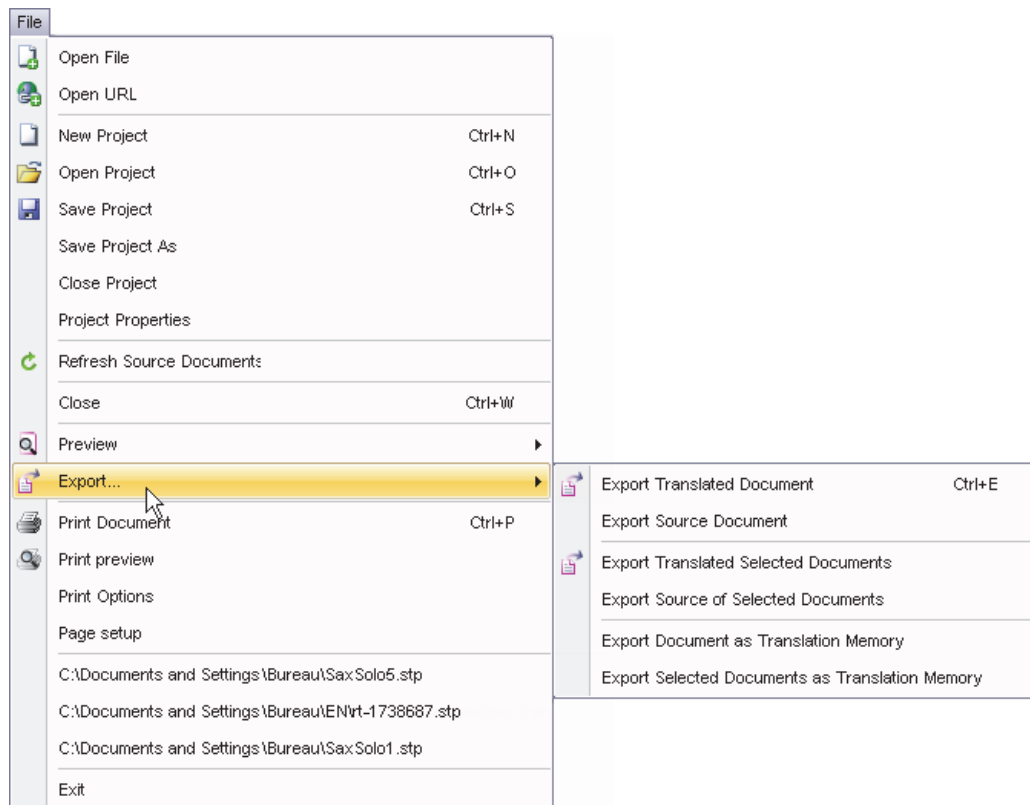 File
Open File
Open URL
New Project Ctrl+N
Open Project Ctrl+O
Save Project Ctrl+S
Save Project As
Close Project
Project Properties
Refresh Source Documents
Close Ctrl+W
Preview
Export...
Print Document Ctrl+P
Print preview
Print Options
Page setup
C:\Documents and Settings\Bureau\SaxSolo5.stp
C:\Documents and Settings\Bureau\EN\rt-1738687.stp
C:\Documents and Settings\Bureau\SaxSolo1.stp
Exit
Export Translated Document Ctrl+E
Export Source Document
Export Translated Selected Documents
Export Source of Selected Documents
Export Document as Translation Memory
Export Selected Documents as Translation Memory